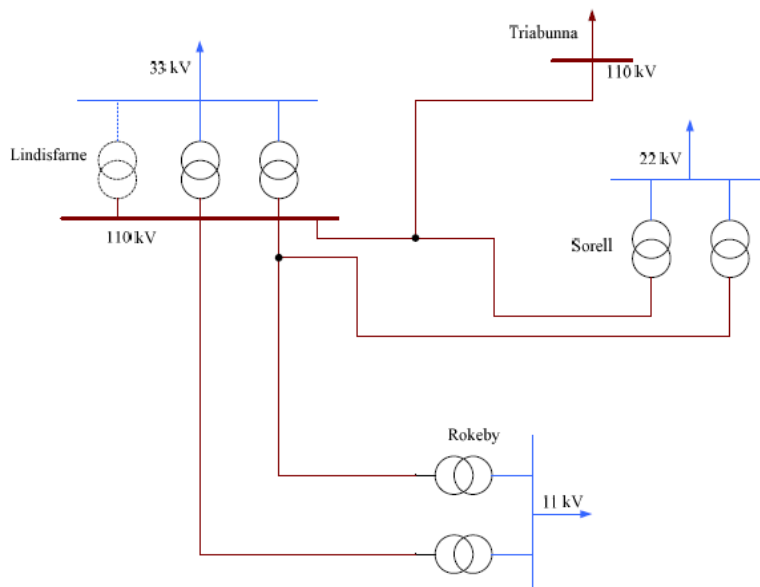 Triabunna
33 kV
110 kV
Lindisfarne
22 kV
110 kV
Sorell
Rokeby
11 kV